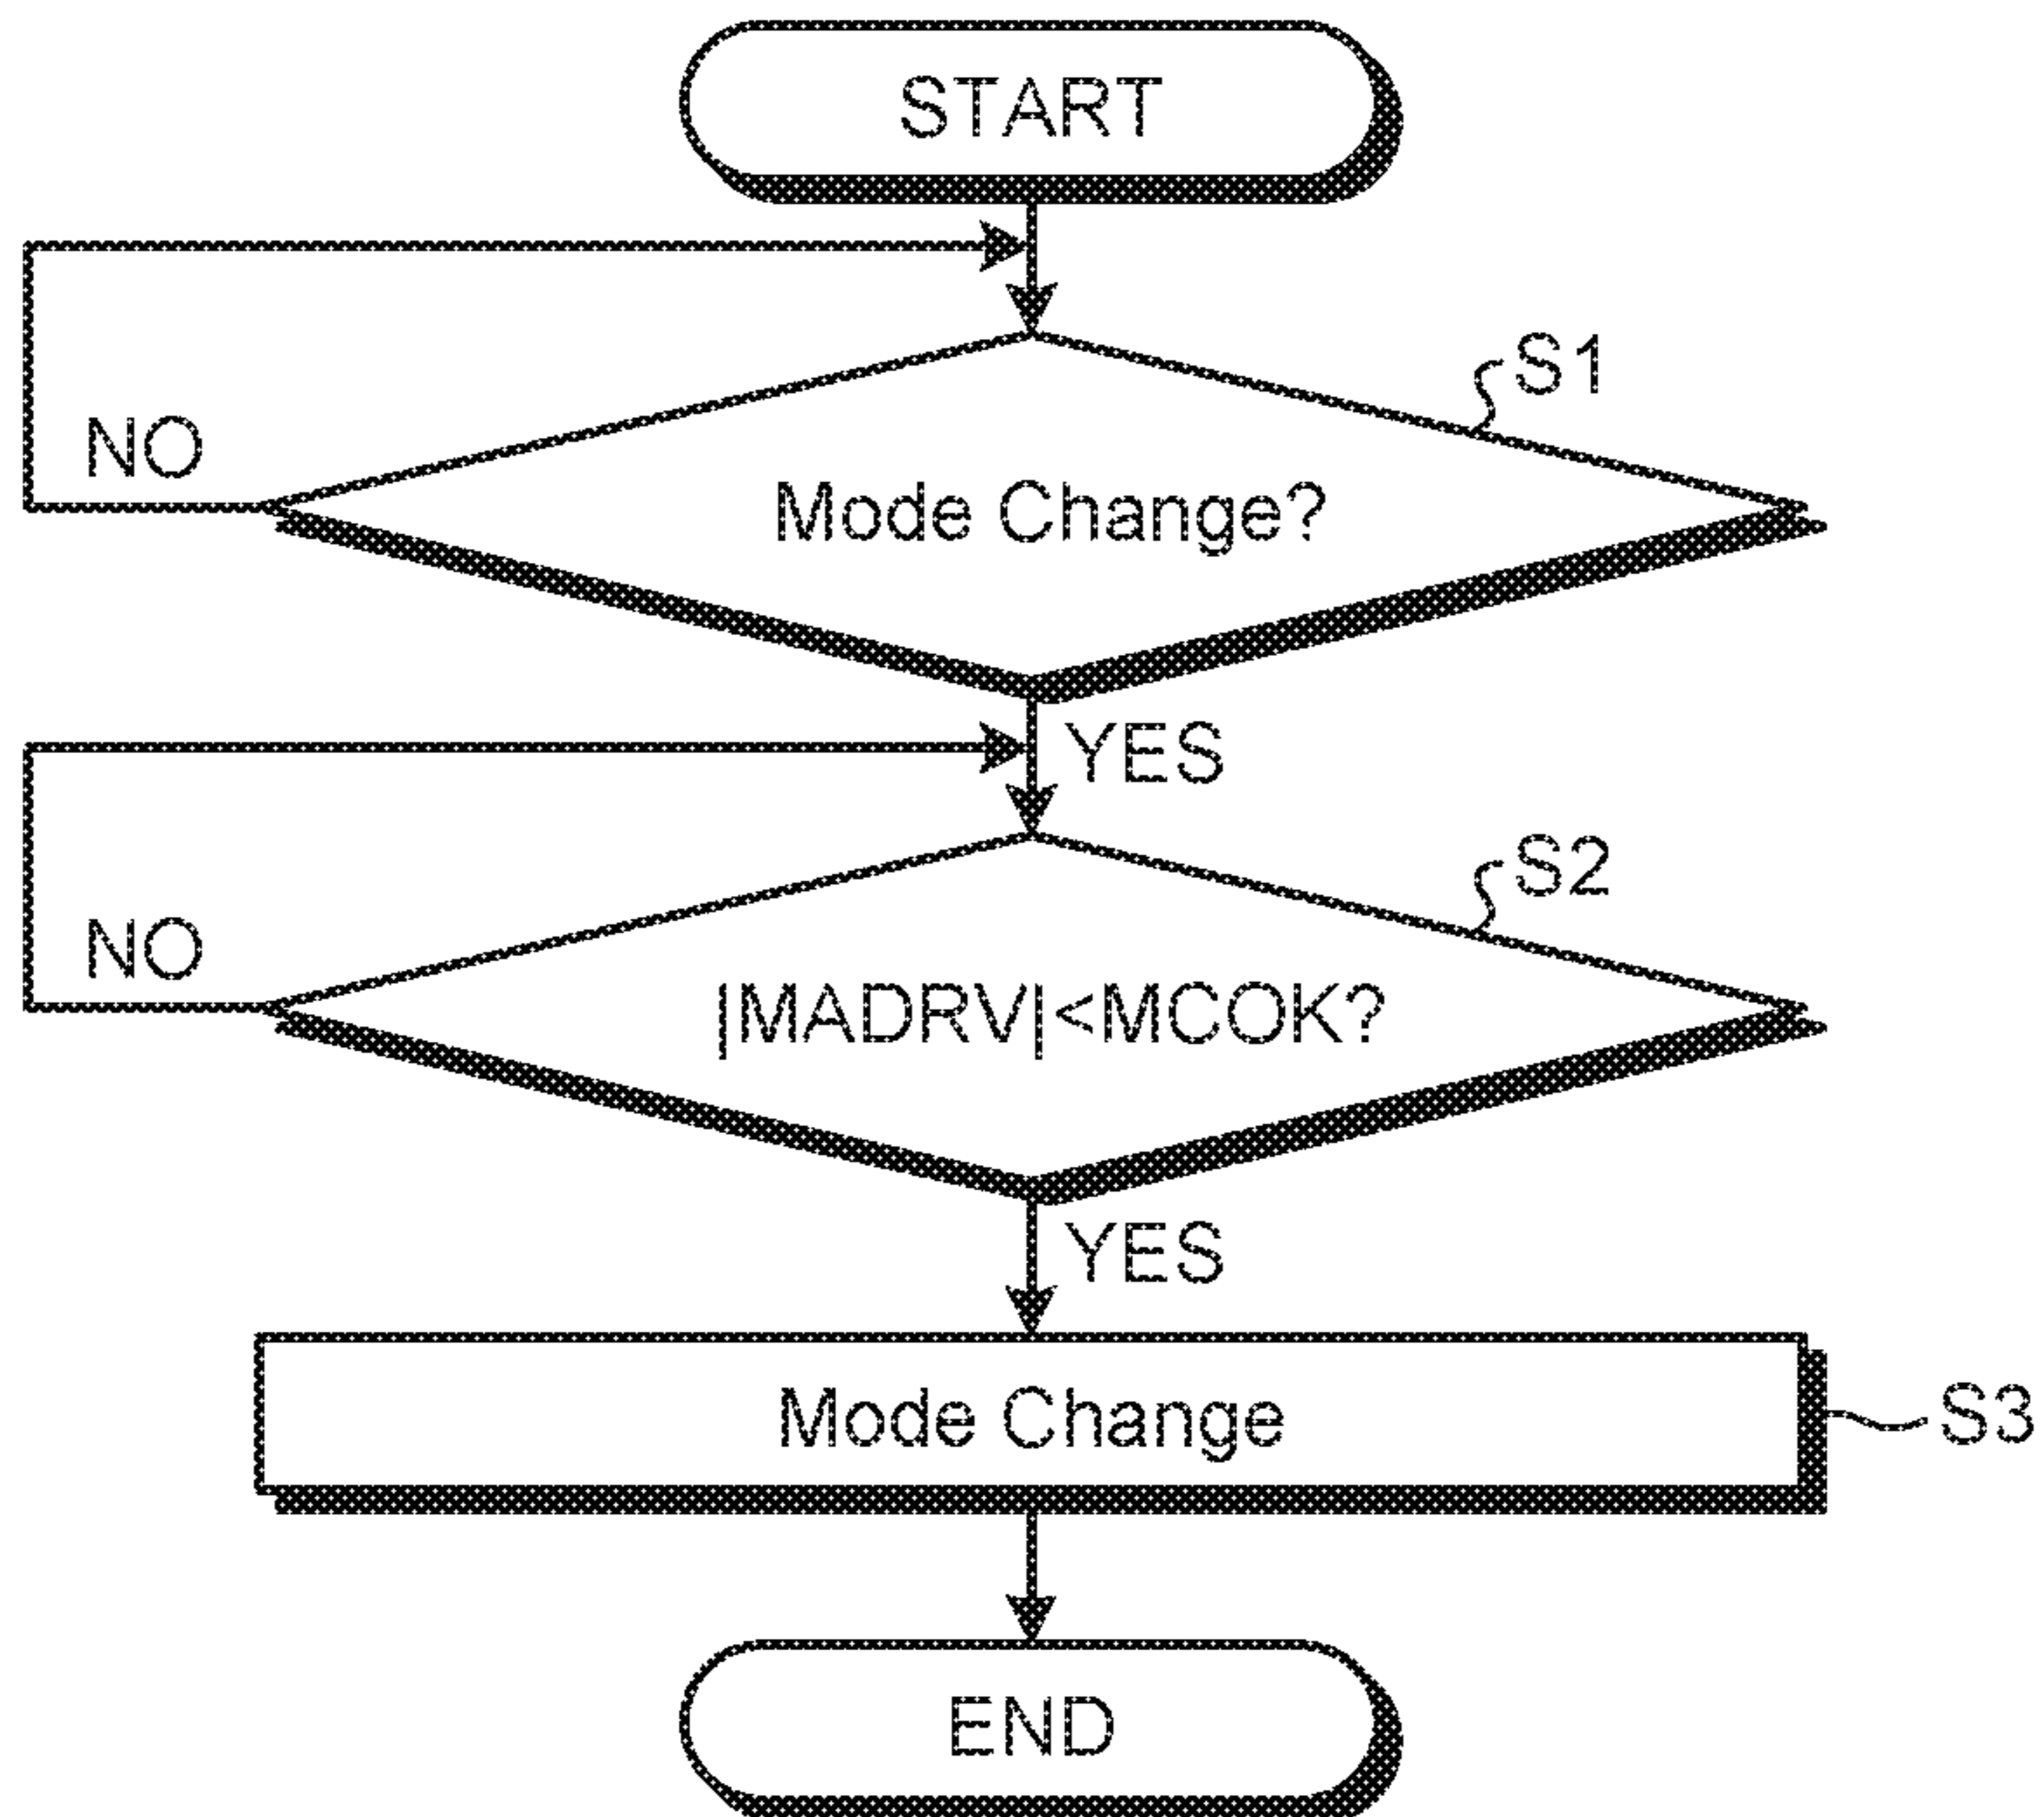 START
S1
NO
Mode Change?
YES
S2
NO
|MADRV|<MCOK?
YES
Mode Change
S3
END